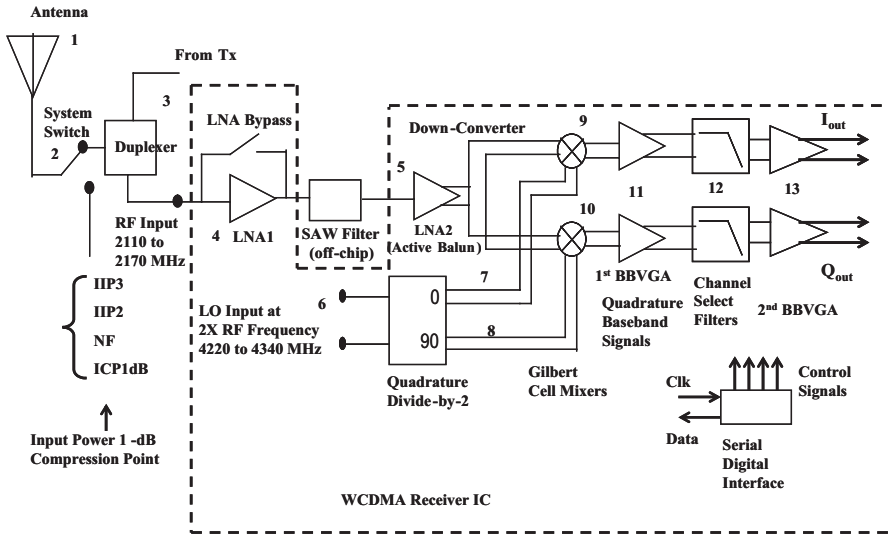 Antenna
1
From Tx
3
System
Switch
2
Duplexer
LNA Bypass
RF Input
2110 to
2170 MHz
4
LNA1
SAW Filter
(off-chip)
5
Down-Converter
LNA2
(Active Balun)
9
10
11
12
13
Iout
Qout
1st BBVGA
Quadrature
Baseband
Signals
Channel
Select
Filters
2nd BBVGA
IIP3
IIP2
NF
ICP1dB
Input Power 1 -dB
Compression Point
LO Input at
2X RF Frequency
4220 to 4340 MHz
6
0
90
7
8
Quadrature
Divide-by-2
Gilbert
Cell Mixers
Clk
Data
Control
Signals
Serial
Digital
Interface
WCDMA Receiver IC